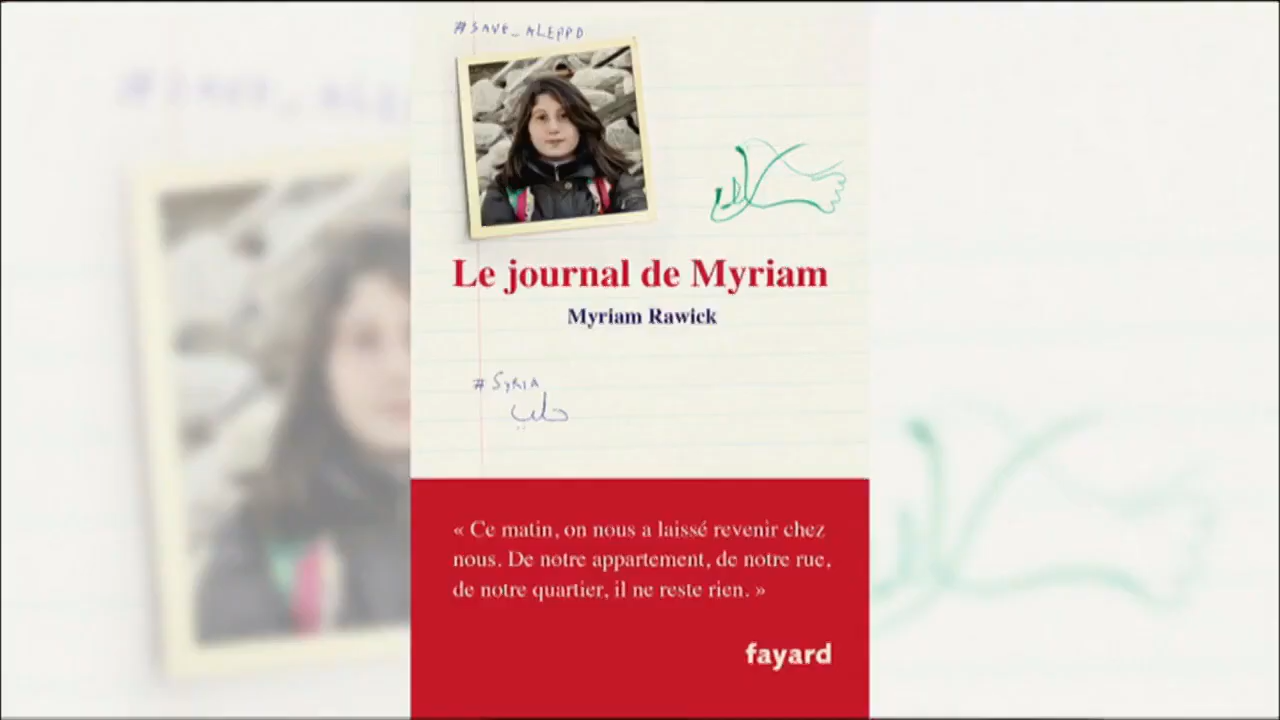 #SAVE_ALEPPO
Le journal de Myriam
Myriam Rawick
#SYRIA
حلب
« Ce matin, on nous a laissé revenir chez
nous. De notre appartement, de notre rue,
de notre quartier, il ne reste rien. »
fayard